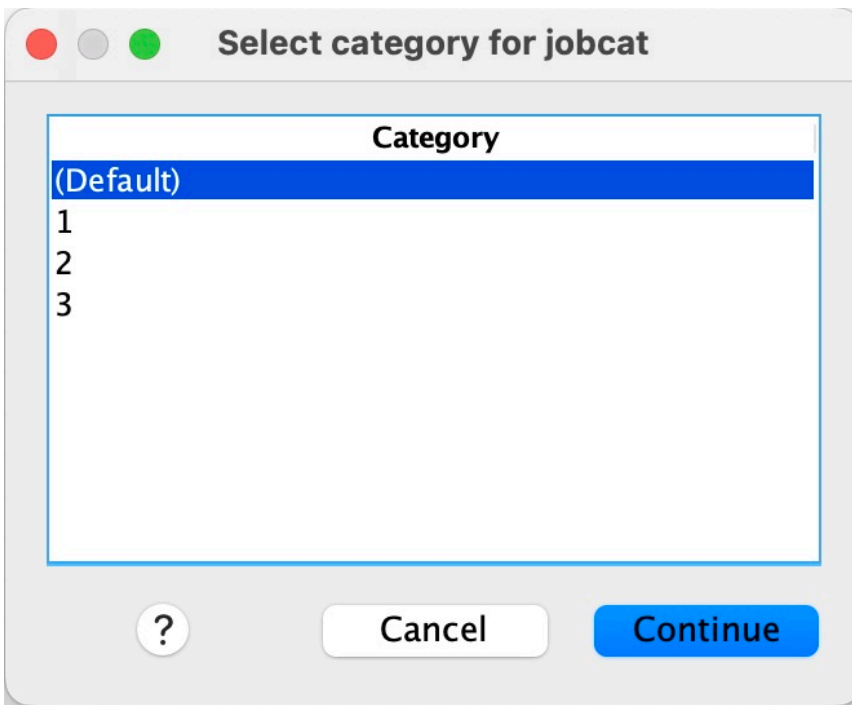 Select category for jobcat
Category
(Default)
1
2
3
?
Cancel
Continue